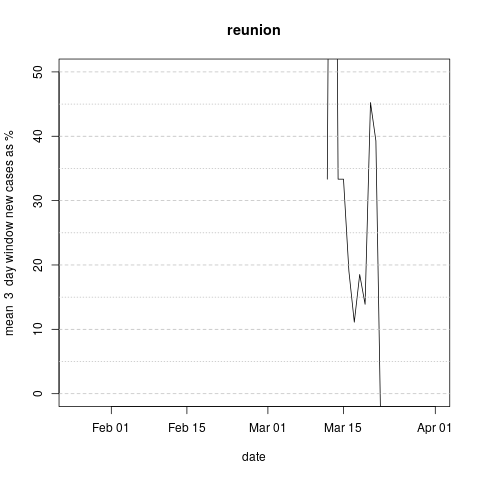 reunion
mean  3  day window new cases as %
50
40
30
20
10
0
Feb 01
Feb 15
Mar 01
Mar 15
Apr 01
date